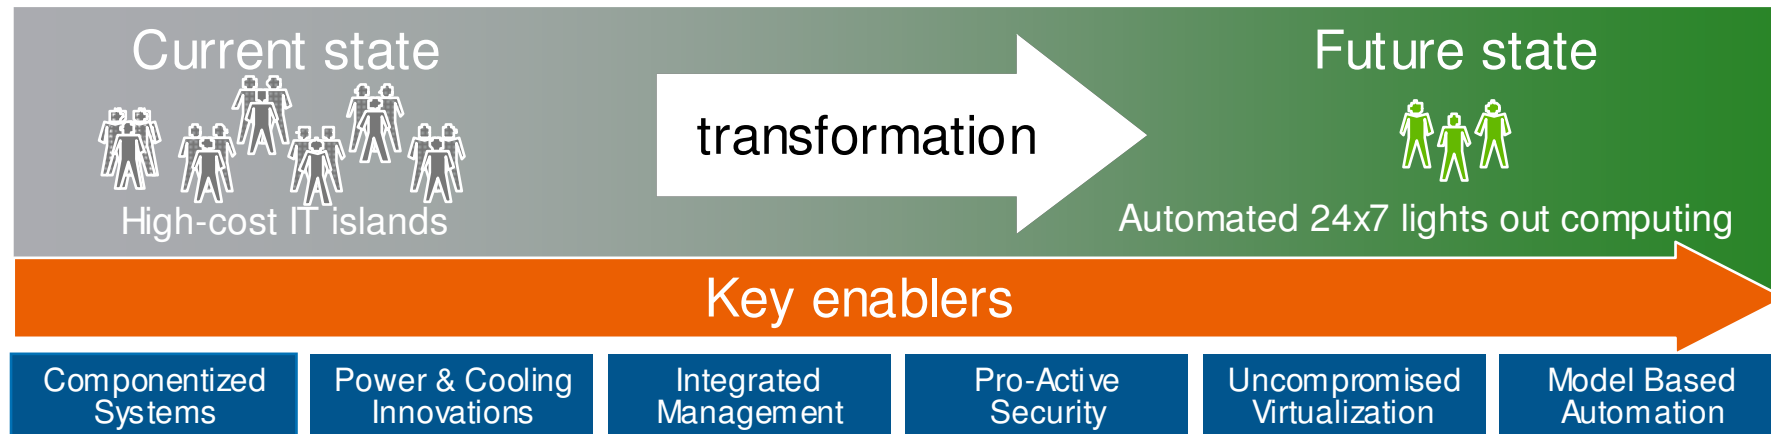 Current state
Future state
transformation
High-cost IT islands
Automated 24x7 lights out computing
Key enablers
Componentized
Systems
Power & Cooling
Innovations
Integrated
Management
Pro-Active
Security
Uncompromised
Virtualization
Model Based
Automation